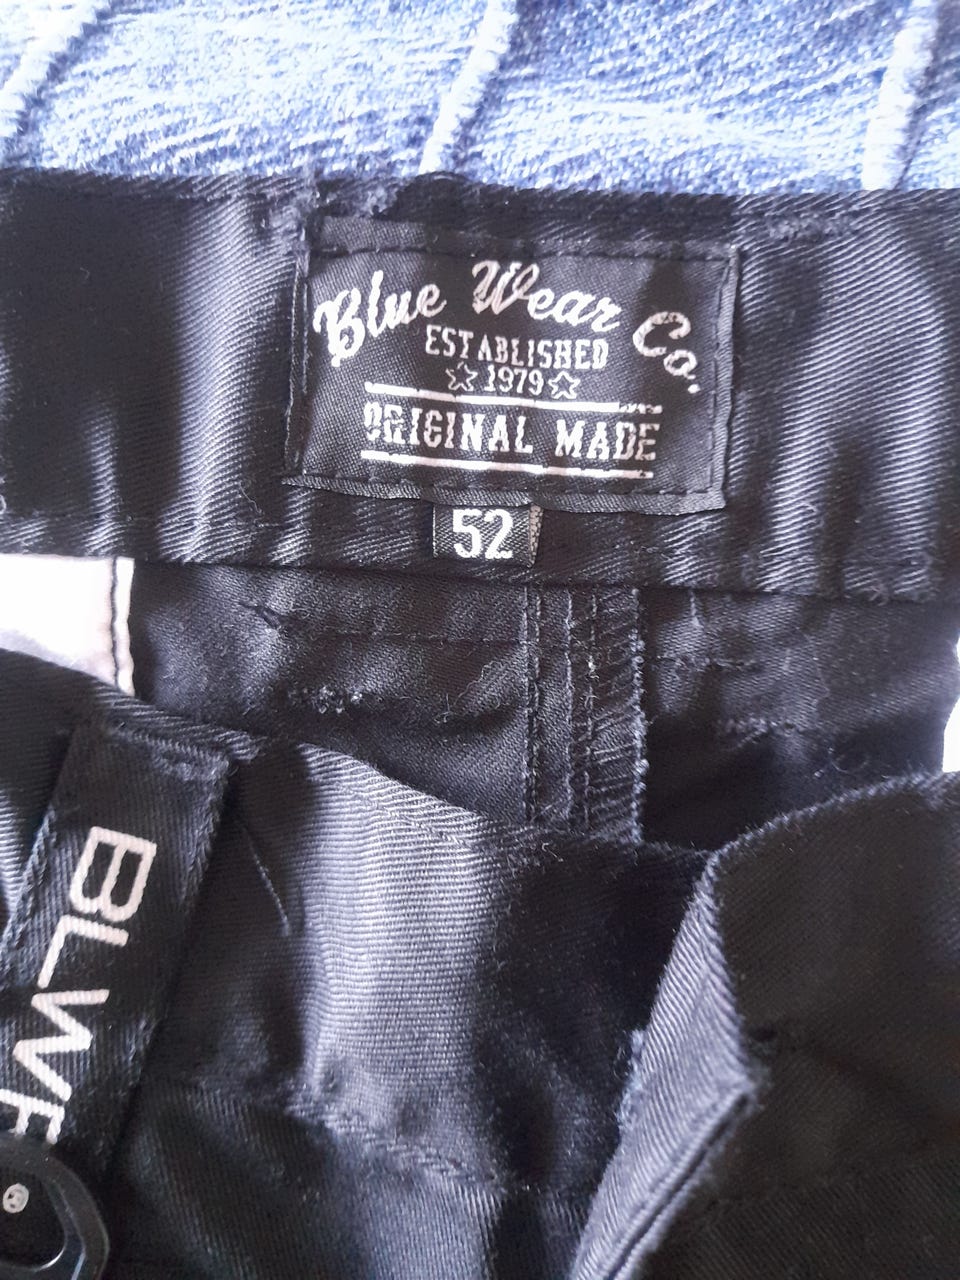 Blue Wear Co.
ESTABLISHED
☆ 1979 ☆
ORIGINAL MADE
52